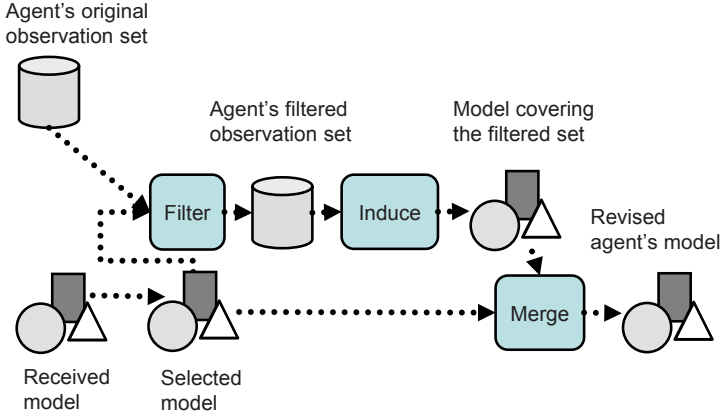 Agent's original
observation set
Agent's filtered
observation set
Model covering
the filtered set
Filter
Induce
Revised
agent's model
Merge
Received
model
Selected
model